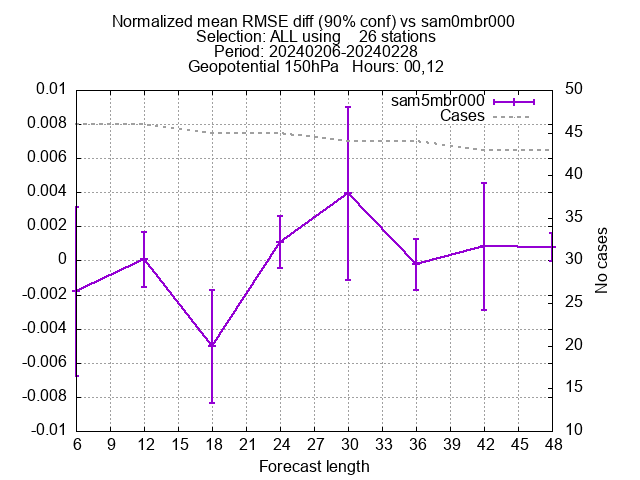 Normalized mean RMSE diff (90% conf) vs sam0mbr000
Selection: ALL using    26 stations
Period: 20240206-20240228
Geopotential 150hPa   Hours: 00,12
sam5mbr000
Cases
0.01
0.008
0.006
0.004
0.002
0
-0.002
-0.004
-0.006
-0.008
-0.01
50
45
40
35
30
25
20
15
10
No cases
6 9 12 15 18 21 24 27 30 33 36 39 42 45 48
Forecast length